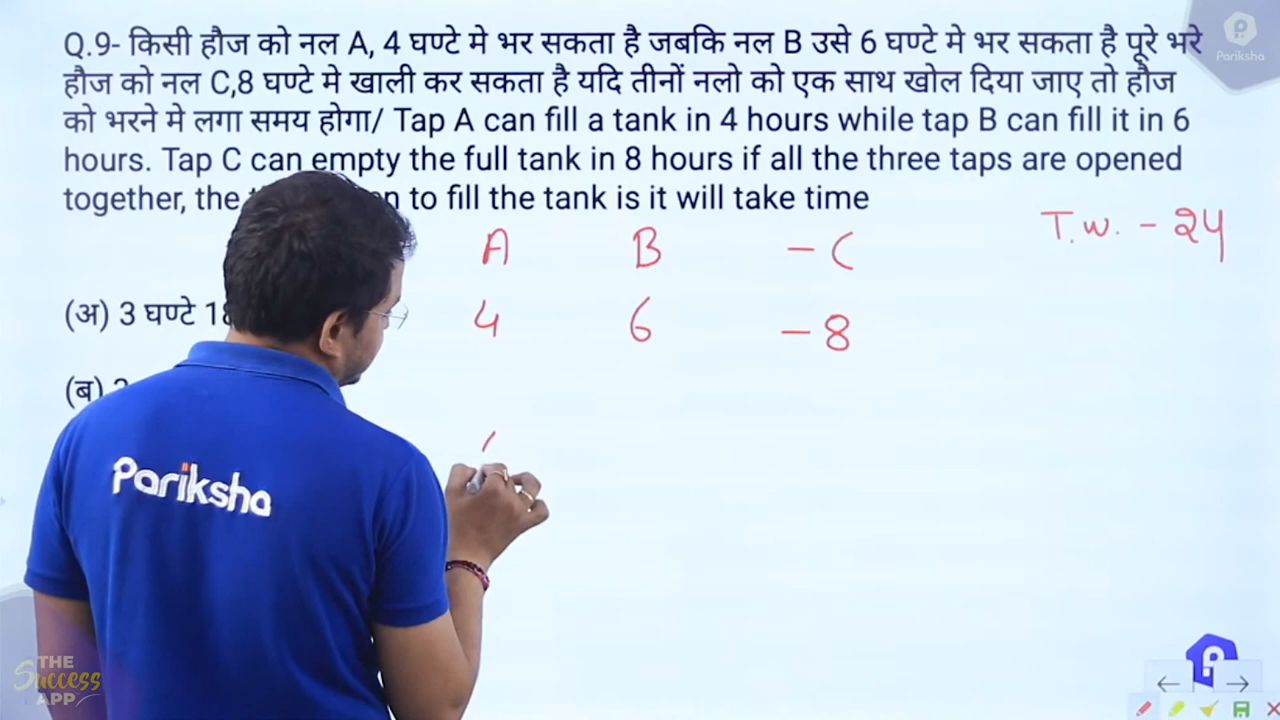 Q.9- किसी हौज को नल A, 4 घण्टे मे भर सकता है जबकि नल B उसे 6 घण्टे मे भर सकता है पूरे भरे
हौज को नल C,8 घण्टे मे खाली कर सकता है यदि तीनों नलो को एक साथ खोल दिया जाए तो हौज
को भरने मे लगा समय होगा/ Tap A can fill a tank in 4 hours while tap B can fill it in 6
hours. Tap C can empty the full tank in 8 hours if all the three taps are opened
together, the to fill the tank is it will take time
T.W. - 24
A B - C
(अ) 3 घण्टे
4 6 - 8
(ब)
Pariksha
Pariksha
THE
Success
APP